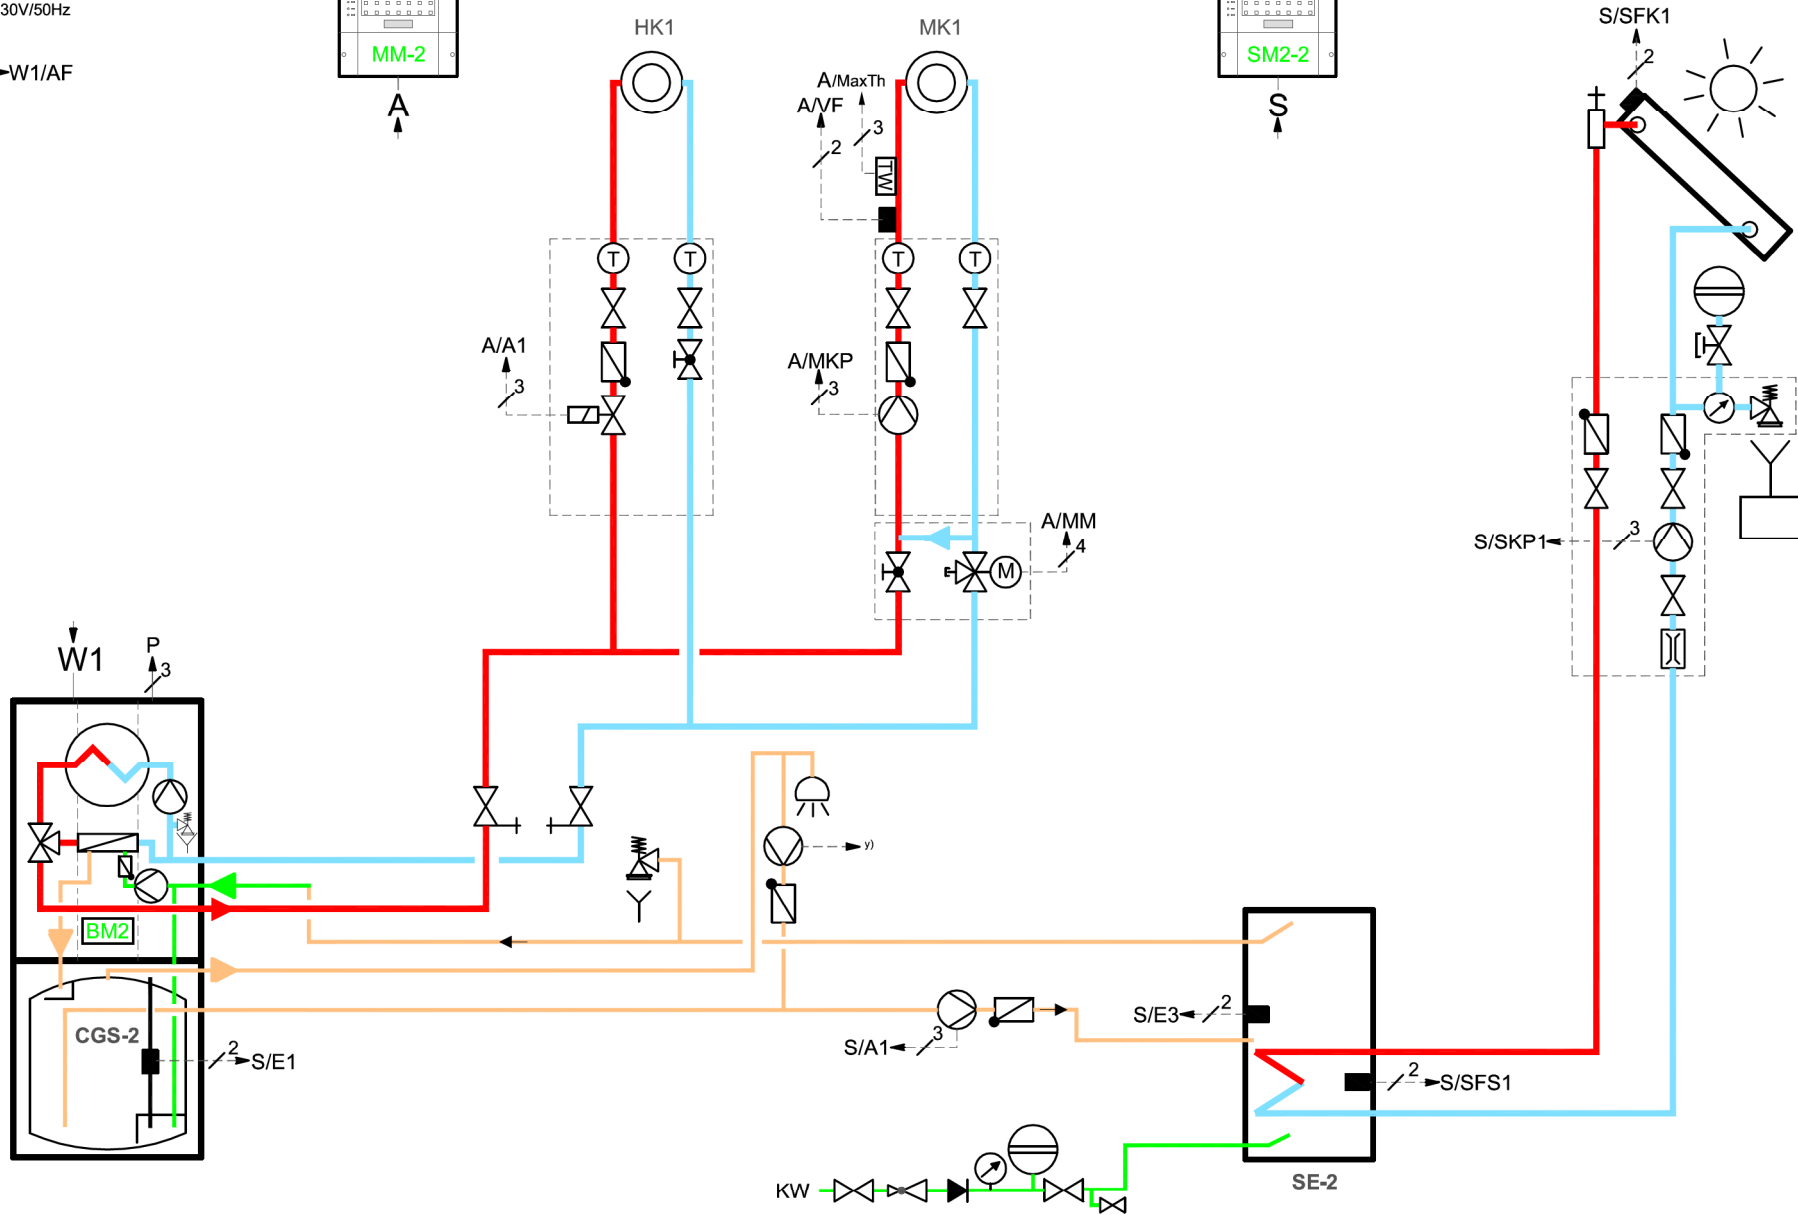 30V/50Hz
W1/AF
MM-2
A
HK1
MK1
SM2-2
S
S/SFK1
2
A/MaxTh
A/VF
3
2
TW
T
T
T
T
A/A1
3
A/MKP
3
A/MM
4
M
S/SKP1
3
W1
P
3
BM2
y)
CGS-2
2
S/E1
S/A1
3
S/E3
2
2
S/SFS1
KW
SE-2